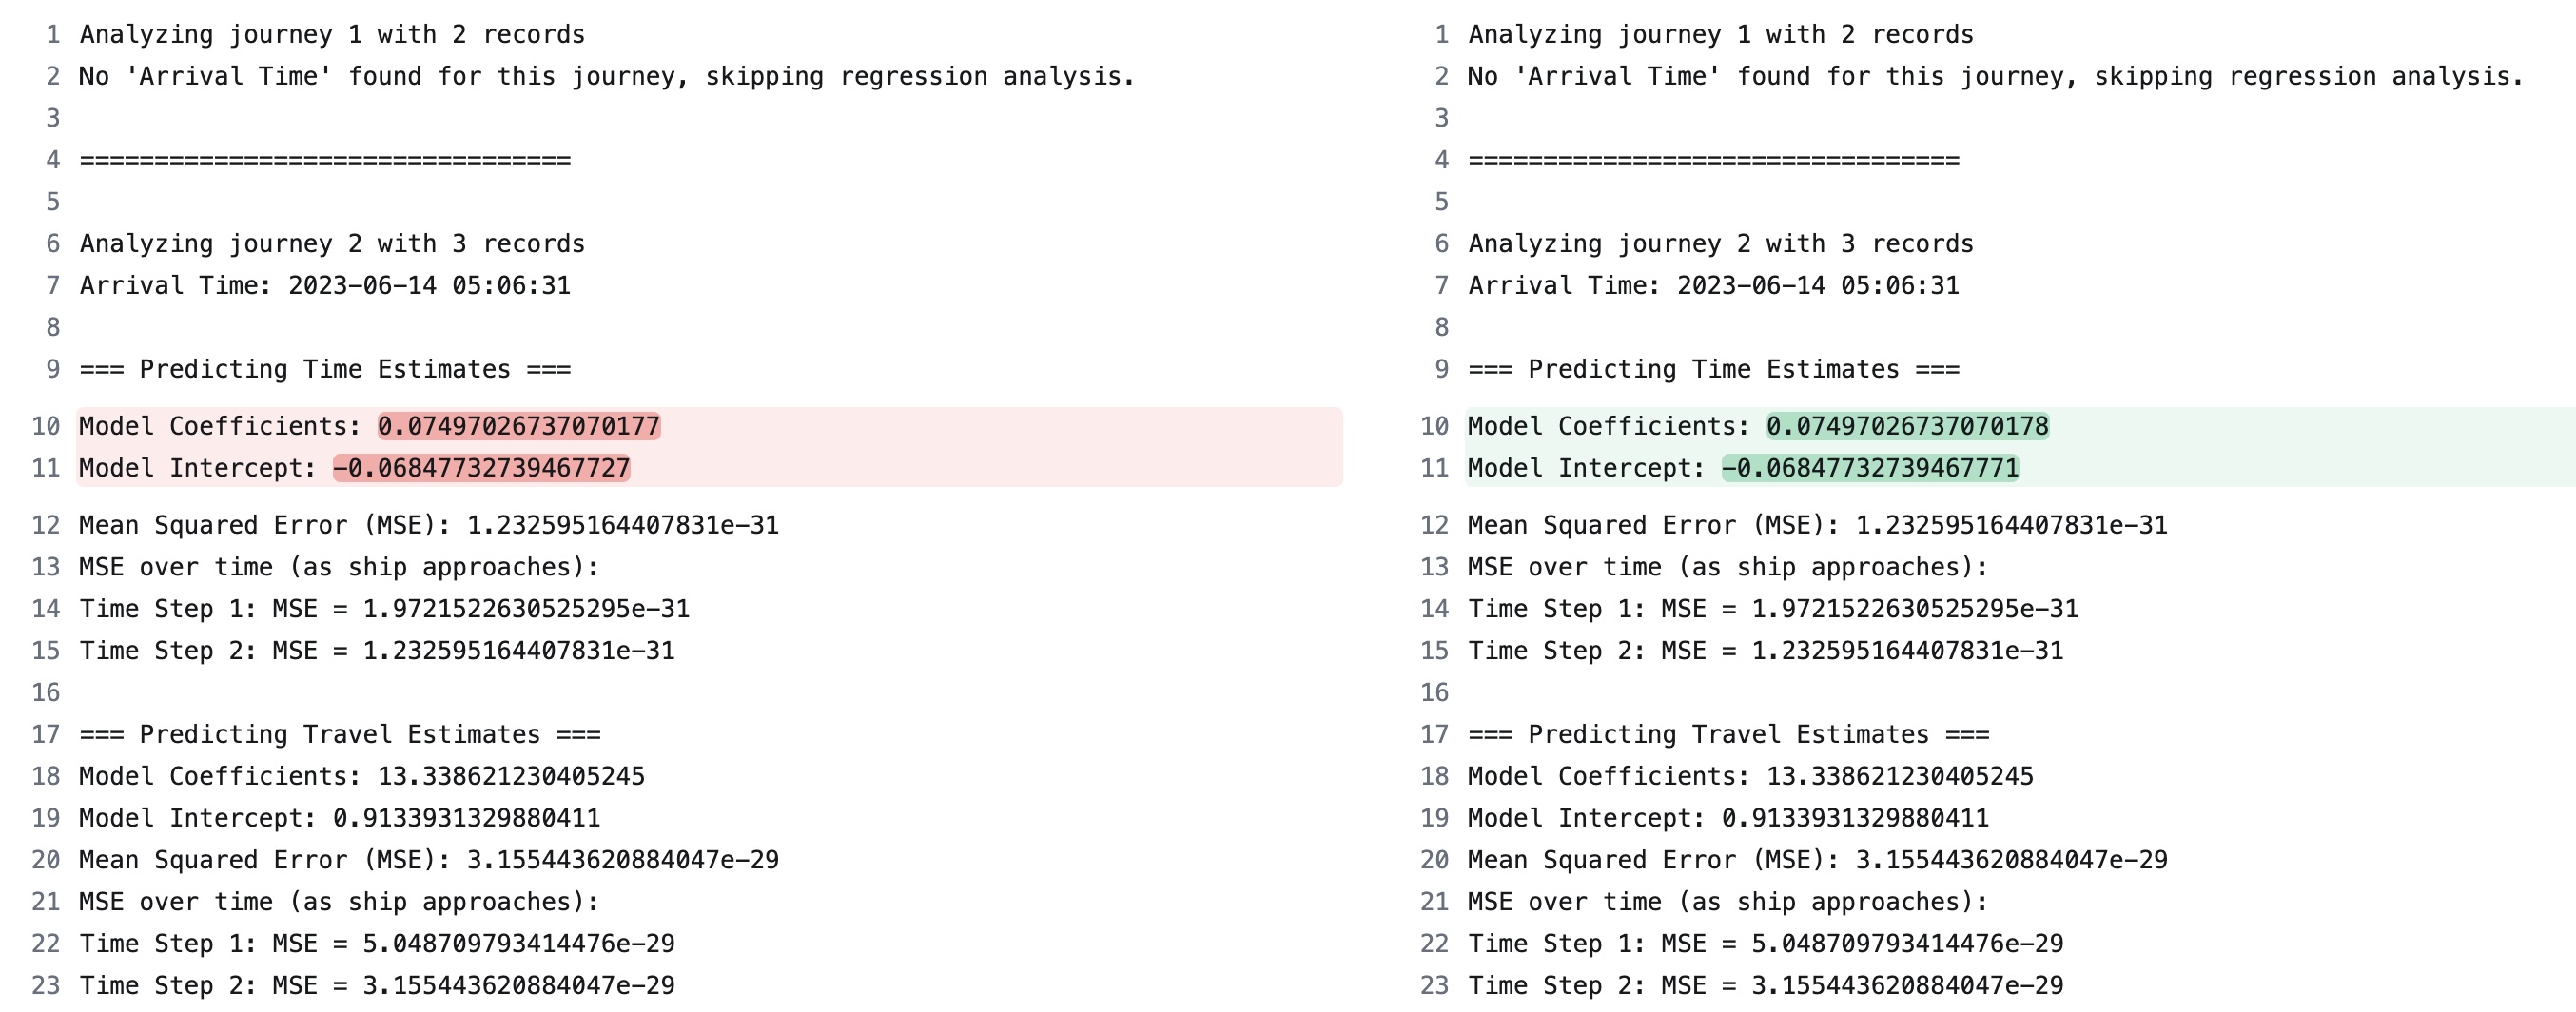 1 Analyzing journey 1 with 2 records
2 No 'Arrival Time' found for this journey, skipping regression analysis.
3
4 =================================
5
6 Analyzing journey 2 with 3 records
7 Arrival Time: 2023-06-14 05:06:31
8
9 === Predicting Time Estimates ===
10 Model Coefficients: 0.07497026737070177
11 Model Intercept: -0.06847732739467727
12 Mean Squared Error (MSE): 1.232595164407831e-31
13 MSE over time (as ship approaches):
14 Time Step 1: MSE = 1.9721522630525295e-31
15 Time Step 2: MSE = 1.232595164407831e-31
16
17 === Predicting Travel Estimates ===
18 Model Coefficients: 13.338621230405245
19 Model Intercept: 0.9133931329880411
20 Mean Squared Error (MSE): 3.155443620884047e-29
21 MSE over time (as ship approaches):
22 Time Step 1: MSE = 5.048709793414476e-29
23 Time Step 2: MSE = 3.155443620884047e-29
1 Analyzing journey 1 with 2 records
2 No 'Arrival Time' found for this journey, skipping regression analysis.
3
4 =================================
5
6 Analyzing journey 2 with 3 records
7 Arrival Time: 2023-06-14 05:06:31
8
9 === Predicting Time Estimates ===
10 Model Coefficients: 0.07497026737070178
11 Model Intercept: -0.06847732739467771
12 Mean Squared Error (MSE): 1.232595164407831e-31
13 MSE over time (as ship approaches):
14 Time Step 1: MSE = 1.9721522630525295e-31
15 Time Step 2: MSE = 1.232595164407831e-31
16
17 === Predicting Travel Estimates ===
18 Model Coefficients: 13.338621230405245
19 Model Intercept: 0.9133931329880411
20 Mean Squared Error (MSE): 3.155443620884047e-29
21 MSE over time (as ship approaches):
22 Time Step 1: MSE = 5.048709793414476e-29
23 Time Step 2: MSE = 3.155443620884047e-29